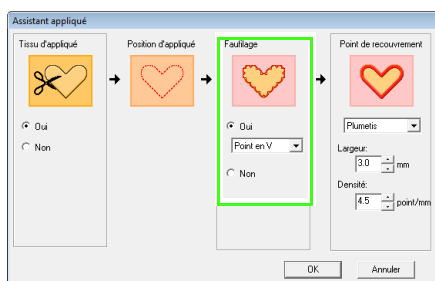 Assistant appliqué
Tissu d'appliqué
Position d'appliqué
Faufilage
Point de recouvrement
Oui
Non
Oui
Point en V
Non
Plumetis
Largeur:
3.0 mm
Densité:
4.5 point/mm
OK
Annuler